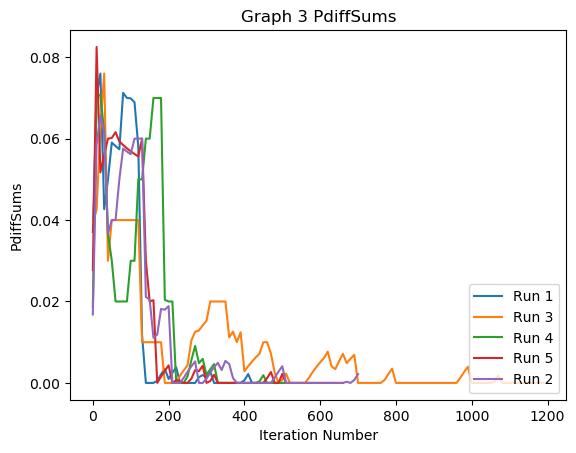 Graph 3 PdiffSums
PdiffSums
0.08
0.06
0.04
0.02
0.00
0 200 400 600 800 1000 1200
Iteration Number
Run 1
Run 3
Run 4
Run 5
Run 2